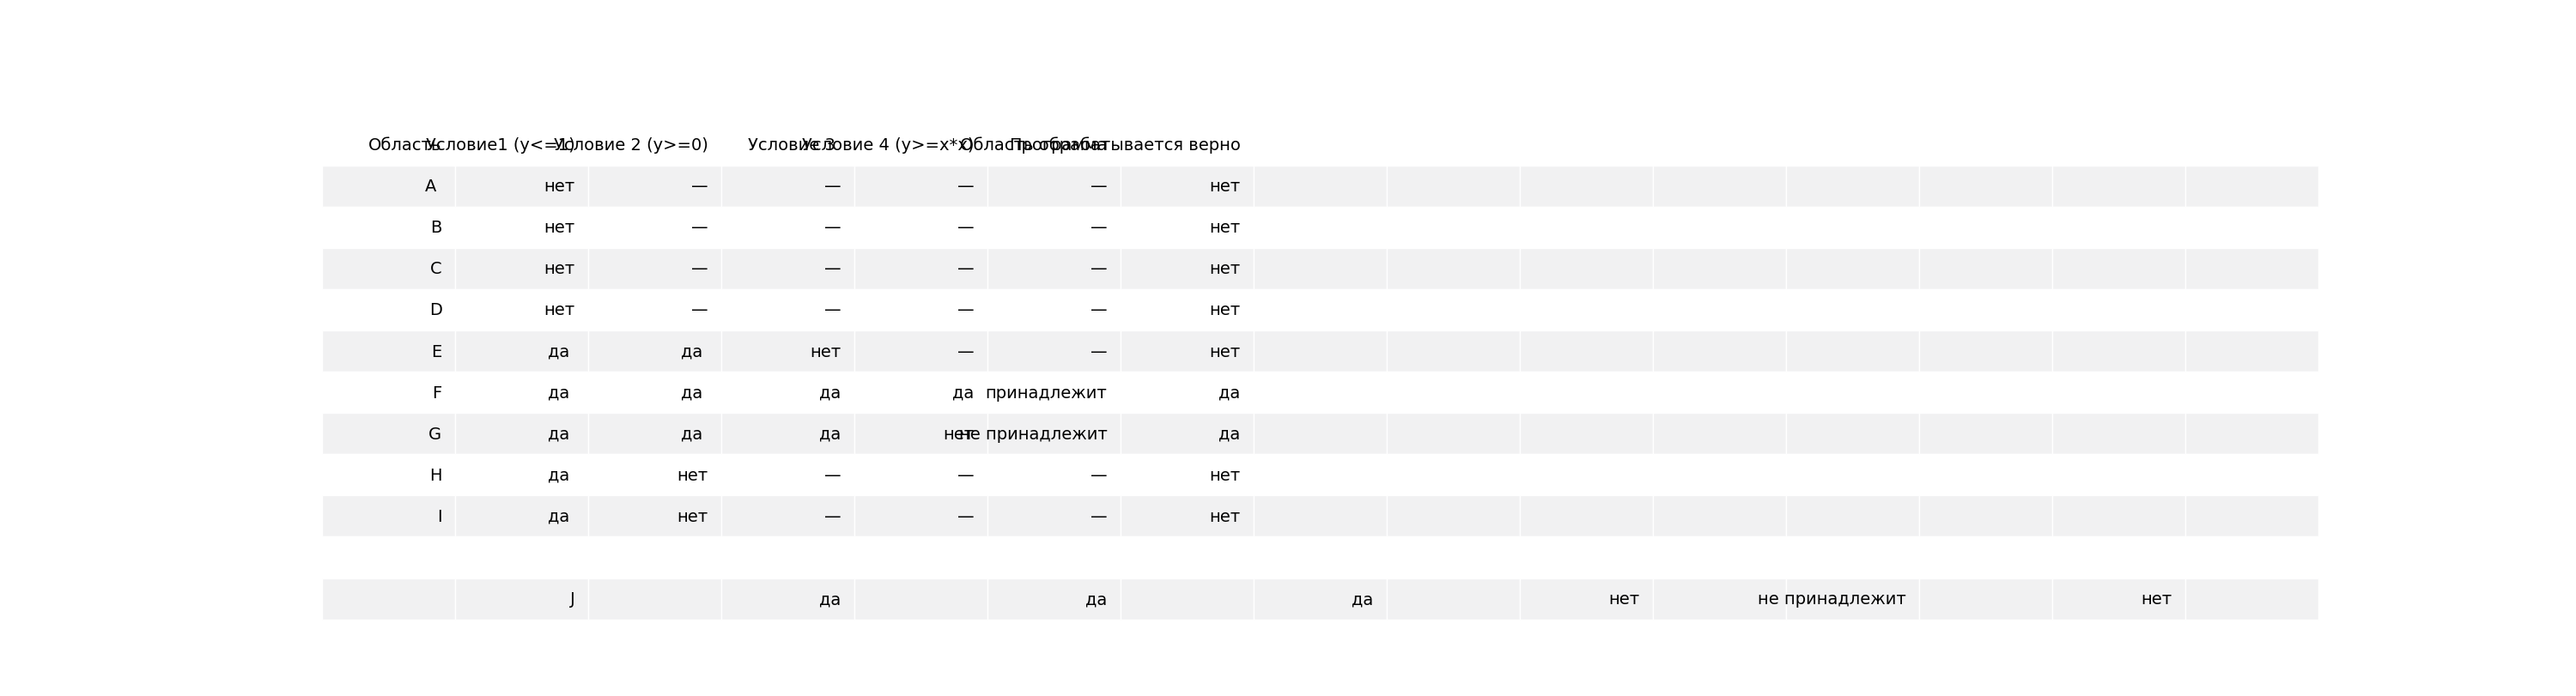 Область Условие1 (y<=1) Условие 2 (y>=0) Условие 3 Условие 4 (y>=x*x) Программа Область обрабатывается верно
A нет — — — — нет
B нет — — — — нет
C нет — — — — нет
D нет — — — — нет
E да да нет — — нет
F да да да да принадлежит да
G да да да нет не принадлежит да
H да нет — — — нет
I да нет — — — нет
J да да да нет не принадлежит нет